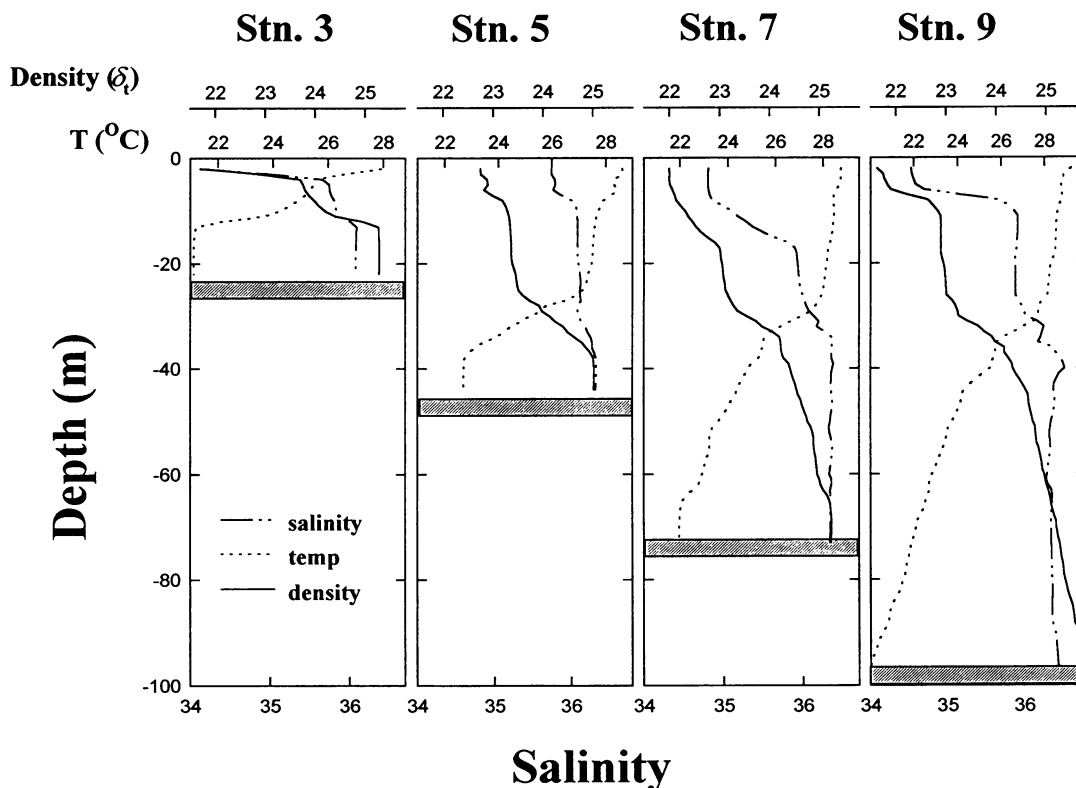 Stn. 3 Stn. 5 Stn. 7 Stn. 9
Density (δt) 22 23 24 25 22 23 24 25 22 23 24 25 22 23 24 25
T (°C) 22 24 26 28 22 24 26 28 22 24 26 28 22 24 26 28
0
-20
-40
-60
-80
-100
Depth (m)
salinity
temp
density
34 35 36 34 35 36 34 35 36 34 35 36
Salinity